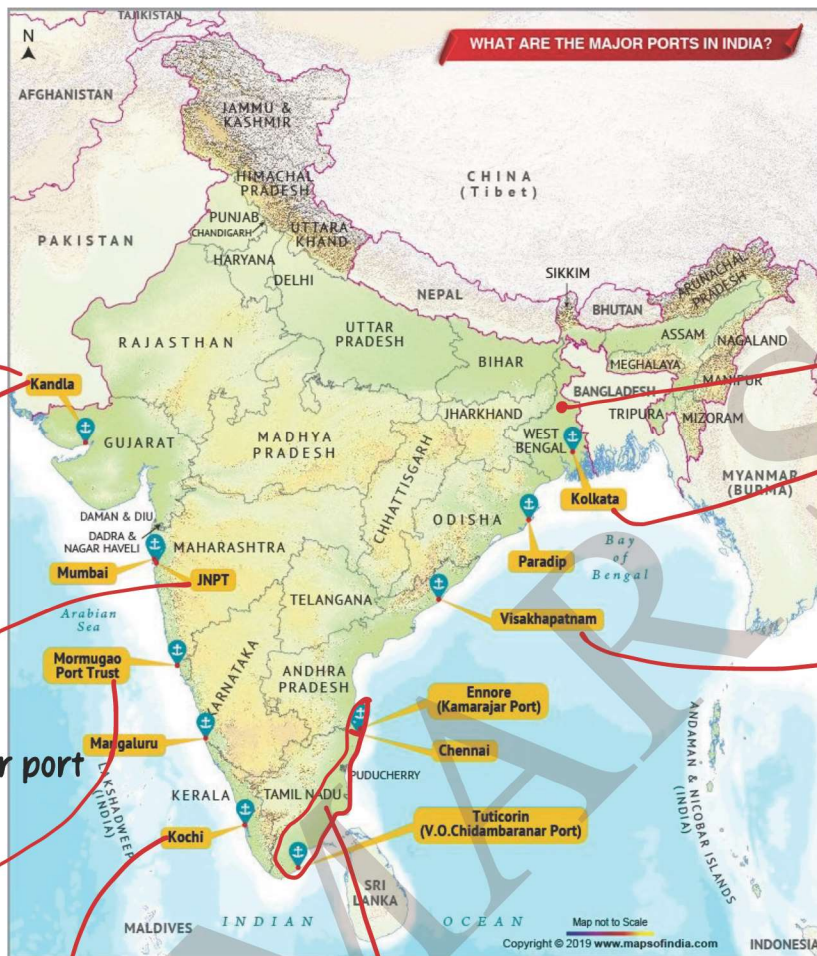 TAJIKISTAN
N
WHAT ARE THE MAJOR PORTS IN INDIA?
AFGHANISTAN
JAMMU &
KASHMIR
CHINA
(Tibet)
HIMACHAL
PRADESH
PUNJAB
CHANDIGARH
UTTARA
KHAND
PAKISTAN
HARYANA
DELHI
SIKKIM
ARUNACHAL
PRADESH
NEPAL
BHUTAN
RAJASTHAN
UTTAR
PRADESH
ASSAM
NAGALAND
BIHAR
MEGHALAYA
MANIPUR
Kandla
BANGLADESH
JHARKHAND
TRIPURA
MIZORAM
GUJARAT
MADHYA
PRADESH
WEST
BENGAL
CHHATTISGARH
MYANMAR
(BURMA)
Kolkata
DAMAN & DIU
ODISHA
DADRA &
NAGAR HAVELI
MAHARASHTRA
Paradip
Bay
of
Bengal
Mumbai
JNPT
TELANGANA
Visakhapatnam
Arabian
Sea
Mormugao
Port Trust
KARNATAKA
ANDHRA
PRADESH
Ennore
(Kamarajar Port)
Mangaluru
Chennai
port
PUDUCHERRY
LAKSHADWEEP
(INDIA)
KERALA
TAMIL NADU
ANDAMAN & NICOBAR ISLANDS
(INDIA)
Kochi
Tuticorin
(V.O.Chidambaranar Port)
SRI
LANKA
MALDIVES
INDIAN OCEAN
Map not to Scale
Copyright © 2019 www.mapsofindia.com
INDONESIA